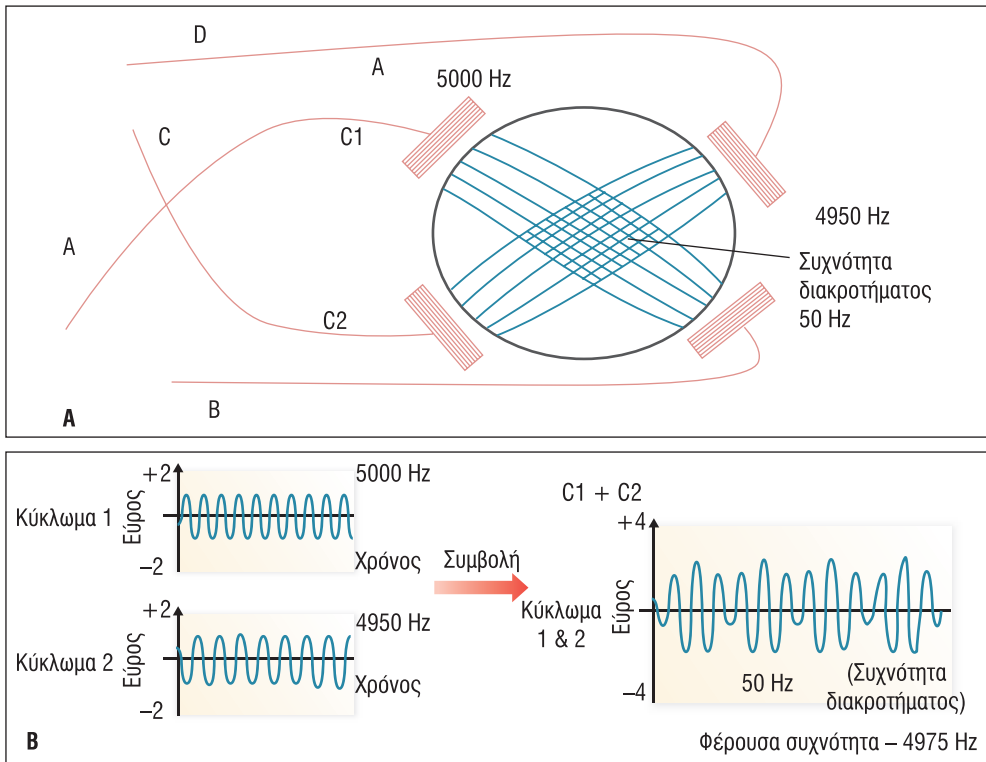 D
A
5000 Hz
C
C1
A
4950 Hz
Συχνότητα
διακροτήματος
50 Hz
C2
B
A
+2
5000 Hz
Κύκλωμα 1
Εύρος
–2
Χρόνος
+2
4950 Hz
Κύκλωμα 2
Εύρος
–2
Χρόνος
Συμβολή
C1 + C2
+4
Κύκλωμα
1 & 2
Εύρος
–4
50 Hz
(Συχνότητα
διακροτήματος)
B
Φέρουσα συχνότητα – 4975 Hz